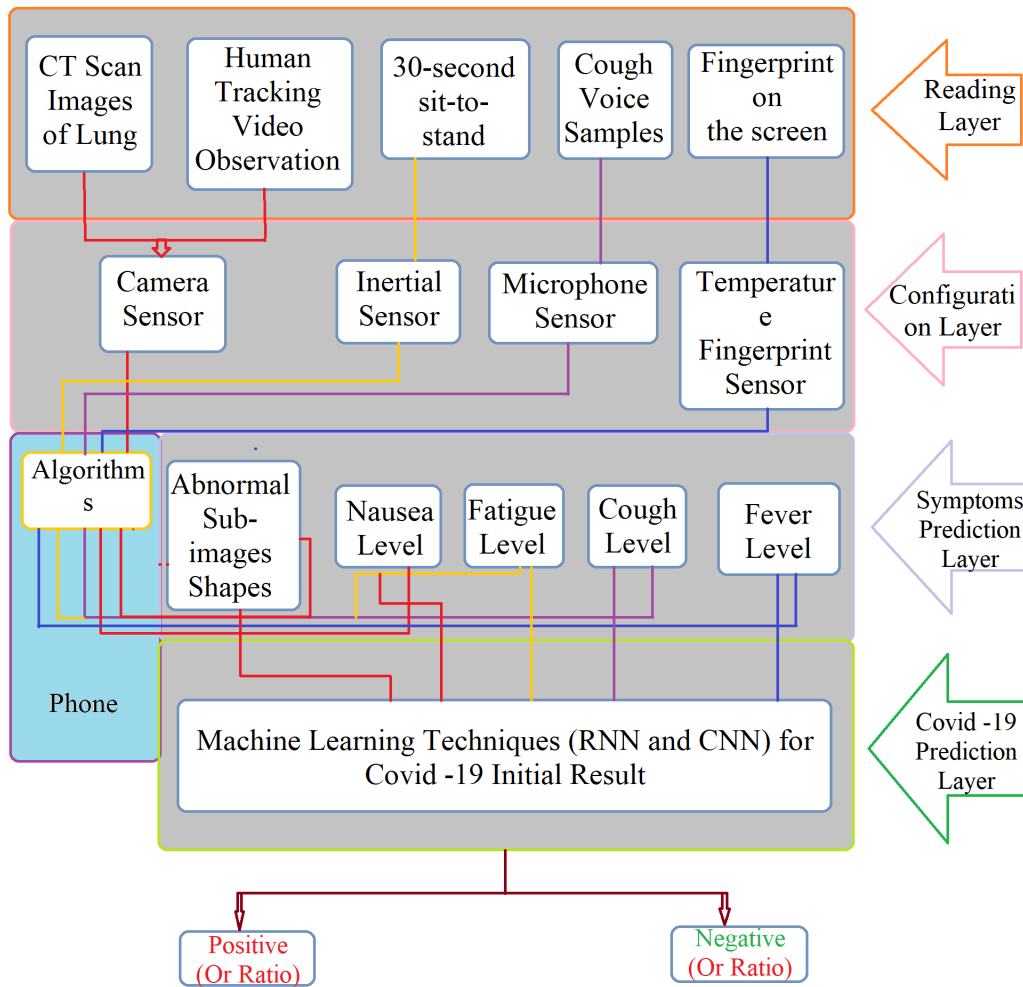 CT Scan
Images
of Lung
Human
Tracking
Video
Observation
30-second
sit-to-
stand
Cough
Voice
Samples
Fingerprint
on
the screen
Reading
Layer
Camera
Sensor
Inertial
Sensor
Microphone
Sensor
Temperatur
e
Fingerprint
Sensor
Configurati
on Layer
Algorithm
s
Abnormal
Sub-
images
Shapes
Nausea
Level
Fatigue
Level
Cough
Level
Fever
Level
Symptoms
Prediction
Layer
Phone
Machine Learning Techniques (RNN and CNN) for
Covid -19 Initial Result
Covid -19
Prediction
Layer
Positive
(Or Ratio)
Negative
(Or Ratio)